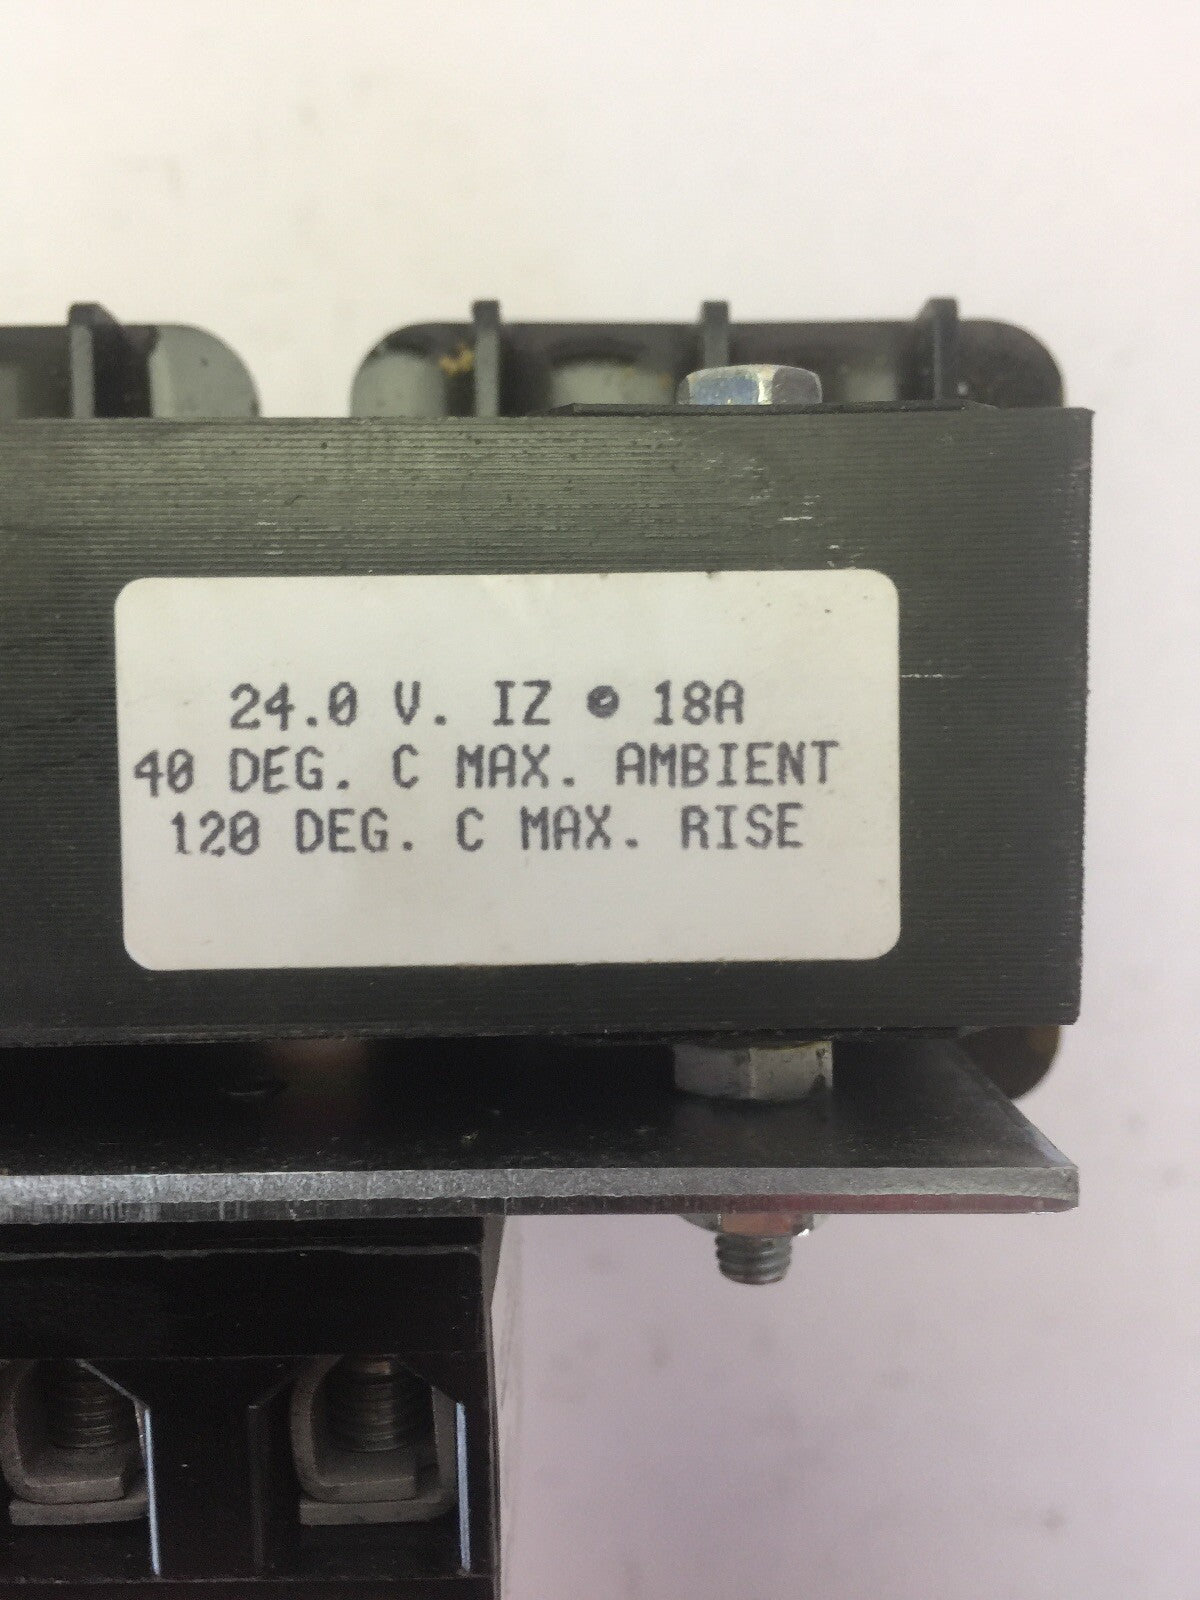 24.0 V. IZ @ 18A
40 DEG. C MAX. AMBIENT
120 DEG. C MAX. RISE